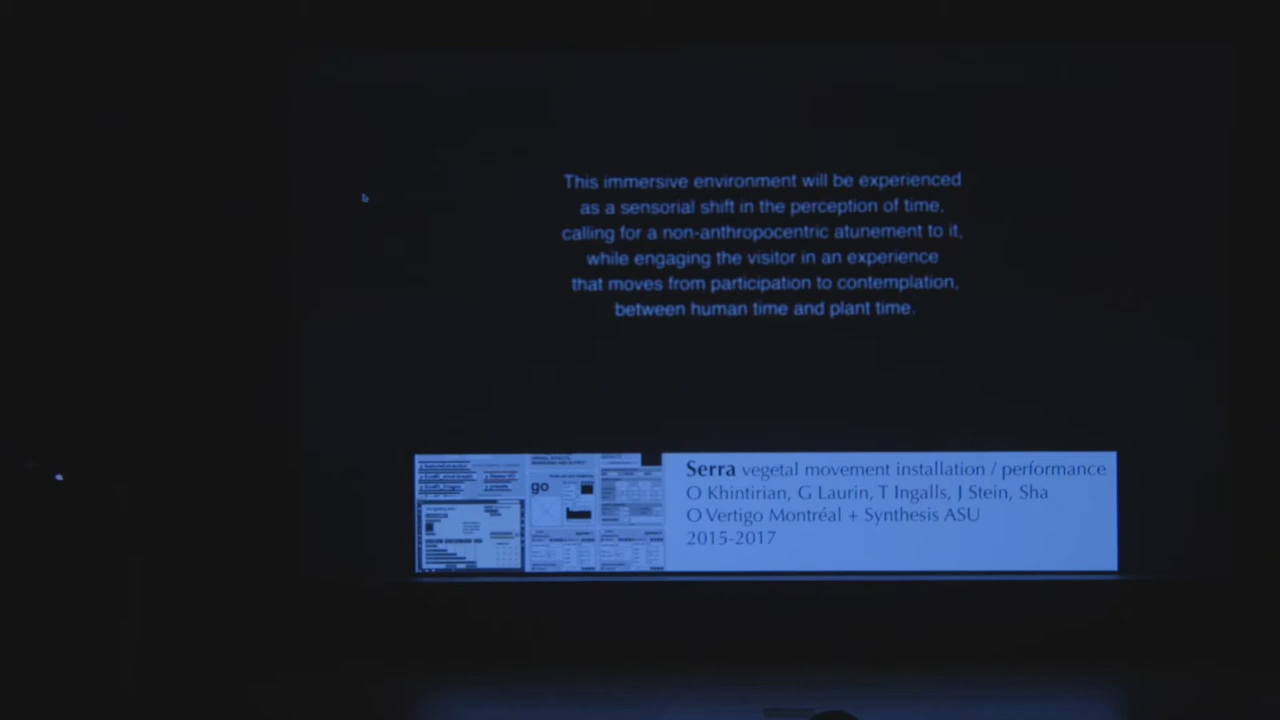 This immersive environment will be experienced
as a sensorial shift in the perception of time,
calling for a non-anthropocentric atunement to it,
while engaging the visitor in an experience
that moves from participation to contemplation,
between human time and plant time.
go
Serra vegetal movement installation / performance
O Khintirian, G Laurin, T Ingalls, J Stein, Sha
O Vertigo Montréal + Synthesis ASU
2015-2017